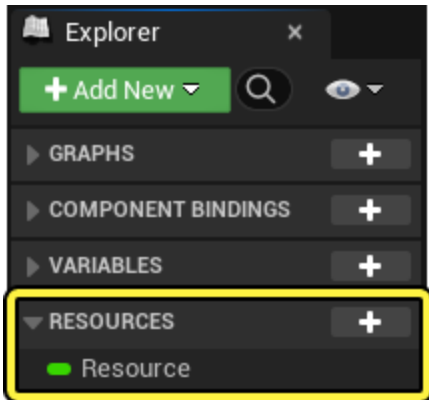 Explorer
Add New
GRAPHS
COMPONENT BINDINGS
VARIABLES
RESOURCES
Resource